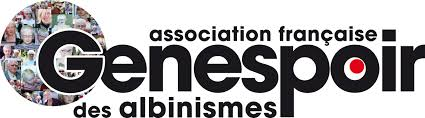 association française
Genespoir
des albinismes